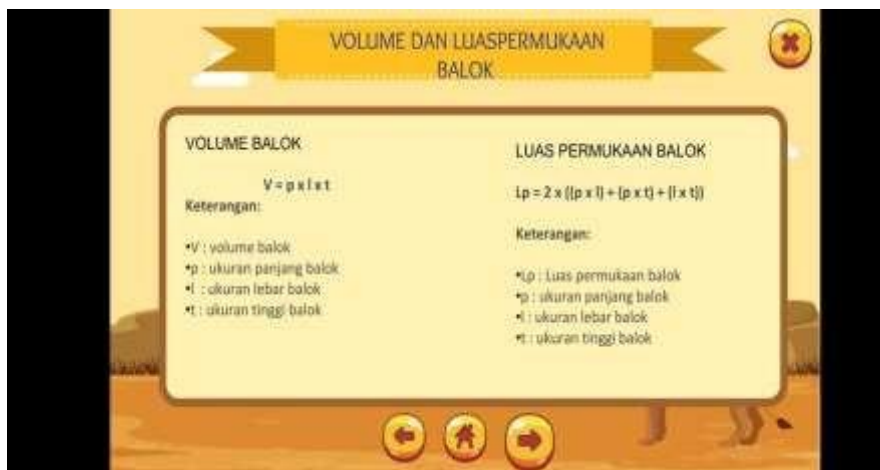 VOLUME DAN LUASPERMUKAAN
BALOK
VOLUME BALOK
V = p x l x t
Keterangan:
•V : volume balok
•p : ukuran panjang balok
•l : ukuran lebar balok
•t : ukuran tinggi balok
LUAS PERMUKAAN BALOK
Lp = 2 x ((p x l) + (p x t) + (l x t))
Keterangan:
•Lp : Luas permukaan balok
•p : ukuran panjang balok
•l : ukuran lebar balok
•t : ukuran tinggi balok